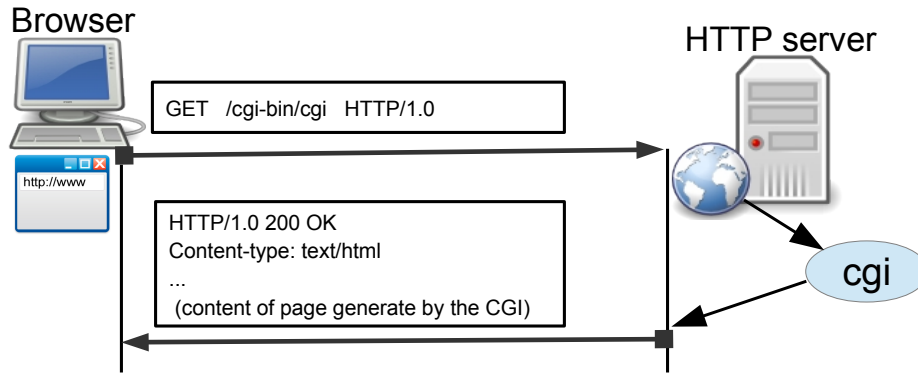 Browser
HTTP server
GET /cgi-bin/cgi HTTP/1.0
http://www
HTTP/1.0 200 OK
Content-type: text/html
...
(content of page generate by the CGI)
cgi